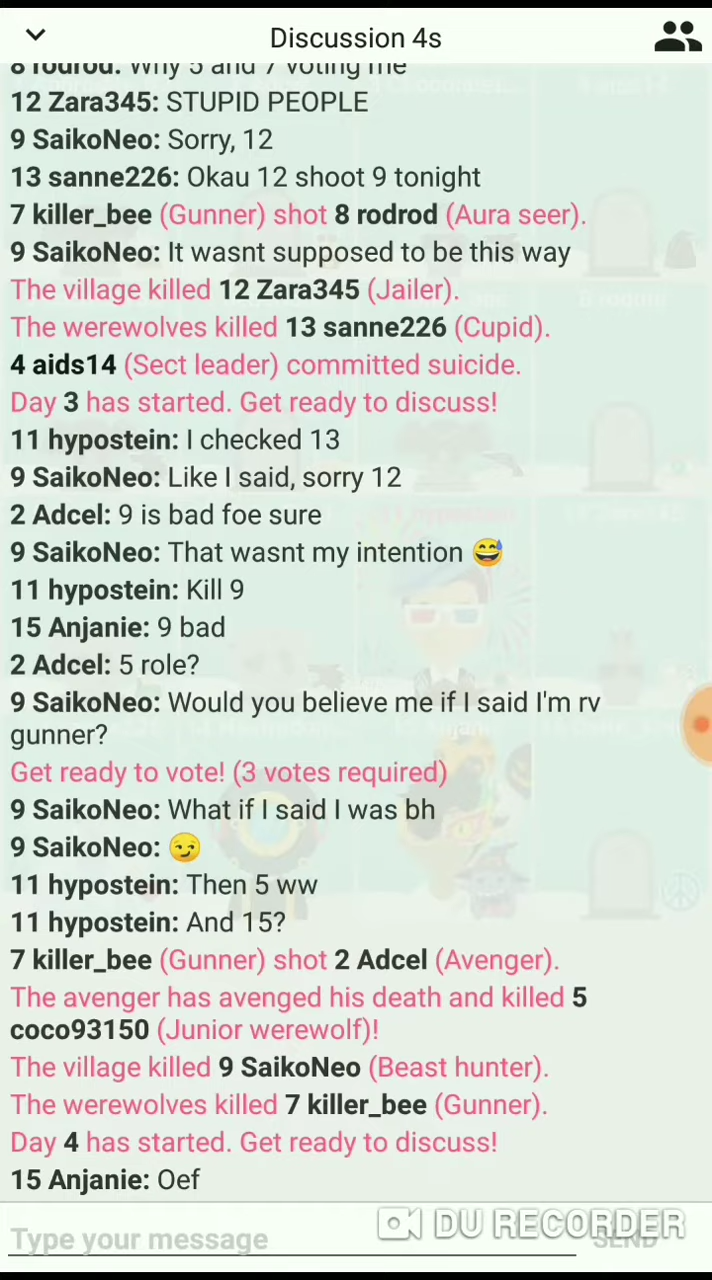 Discussion 4s
8 rodrod: Why 5 and 7 voting me
12 Zara345: STUPID PEOPLE
9 SaikoNeo: Sorry, 12
13 sanne226: Okau 12 shoot 9 tonight
7 killer_bee (Gunner) shot 8 rodrod (Aura seer).
9 SaikoNeo: It wasnt supposed to be this way
The village killed 12 Zara345 (Jailer).
The werewolves killed 13 sanne226 (Cupid).
4 aids14 (Sect leader) committed suicide.
Day 3 has started. Get ready to discuss!
11 hypostein: I checked 13
9 SaikoNeo: Like I said, sorry 12
2 Adcel: 9 is bad foe sure
9 SaikoNeo: That wasnt my intention 😅
11 hypostein: Kill 9
15 Anjanie: 9 bad
2 Adcel: 5 role?
9 SaikoNeo: Would you believe me if I said I'm rv
gunner?
Get ready to vote! (3 votes required)
9 SaikoNeo: What if I said I was bh
9 SaikoNeo: 😏
11 hypostein: Then 5 ww
11 hypostein: And 15?
7 killer_bee (Gunner) shot 2 Adcel (Avenger).
The avenger has avenged his death and killed 5
coco93150 (Junior werewolf)!
The village killed 9 SaikoNeo (Beast hunter).
The werewolves killed 7 killer_bee (Gunner).
Day 4 has started. Get ready to discuss!
15 Anjanie: Oef
Type your message
DU RECORDER
SEND